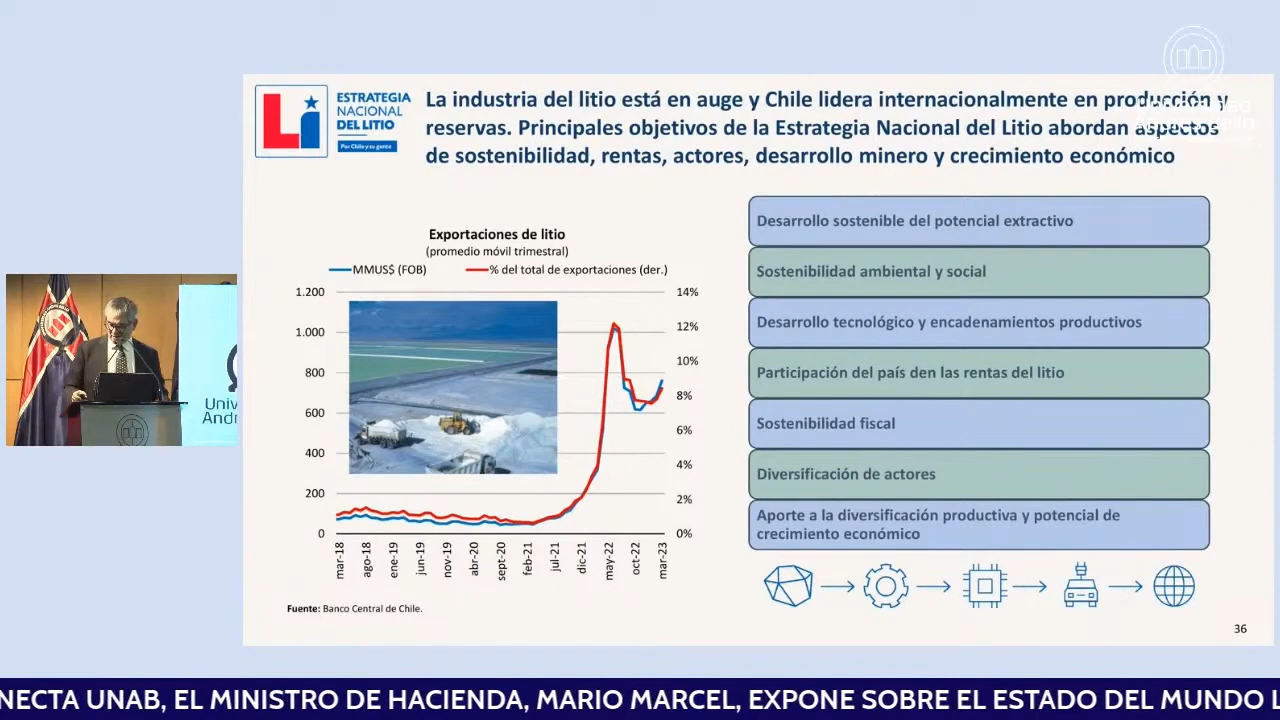 Li
ESTRATEGIA
NACIONAL
DEL LITIO
Por Chile y su gente
La industria del litio está en auge y Chile lidera internacionalmente en producción y
reservas. Principales objetivos de la Estrategia Nacional del Litio abordan aspectos
de sostenibilidad, rentas, actores, desarrollo minero y crecimiento económico
Exportaciones de litio
(promedio móvil trimestral)
MMUS$ (FOB)
% del total de exportaciones (der.)
1.200
1.000
800
600
400
200
0
14%
12%
10%
8%
6%
4%
2%
0%
mar-18
ago-18
ene-19
jun-19
nov-19
abr-20
sept-20
feb-21
jul-21
dic-21
may-22
oct-22
mar-23
Fuente: Banco Central de Chile.
Desarrollo sostenible del potencial extractivo
Sostenibilidad ambiental y social
Desarrollo tecnológico y encadenamientos productivos
Participación del país den las rentas del litio
Sostenibilidad fiscal
Diversificación de actores
Aporte a la diversificación productiva y potencial de
crecimiento económico
36
Univ
Andr
NECTA UNAB, EL MINISTRO DE HACIENDA, MARIO MARCEL, EXPONE SOBRE EL ESTADO DEL MUNDO L